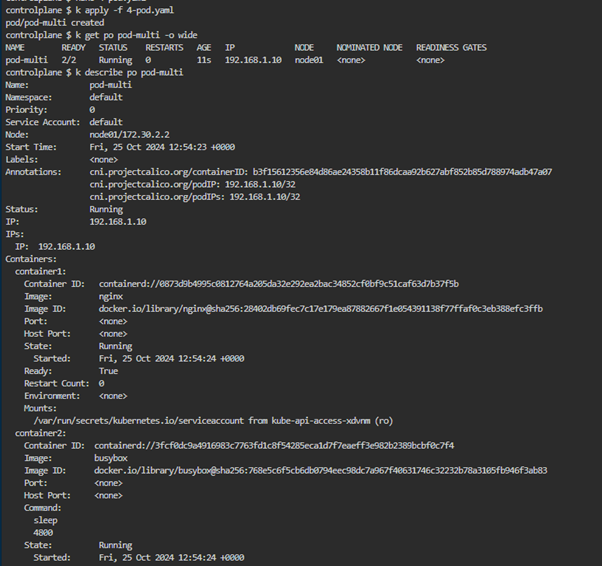 controlplane $ k apply -f 4-pod.yaml
pod/pod-multi created
controlplane $ k get po pod-multi -o wide
NAME READY STATUS RESTARTS AGE IP NODE NOMINATED NODE READINESS GATES
pod-multi 2/2 Running 0 11s 192.168.1.10 node01 <none> <none>
controlplane $ k describe po pod-multi
Name: pod-multi
Namespace: default
Priority: 0
Service Account: default
Node: node01/172.30.2.2
Start Time: Fri, 25 Oct 2024 12:54:23 +0000
Labels: <none>
Annotations: cni.projectcalico.org/containerID: b3f15612356e84d86ae24358b11f86dcaa92b627abf852b85d788974adb47a07
cni.projectcalico.org/podIP: 192.168.1.10/32
cni.projectcalico.org/podIPs: 192.168.1.10/32
Status: Running
IP: 192.168.1.10
IPs:
IP: 192.168.1.10
Containers:
container1:
Container ID: containerd://0873d9b4995c0812764a205da32e292ea2bac34852cf0bf9c51caf63d7b37f5b
Image: nginx
Image ID: docker.io/library/nginx@sha256:28402db69fec7c17e179ea87882667f1e054391138f77ffaf0c3eb388efc3ffb
Port: <none>
Host Port: <none>
State: Running
Started: Fri, 25 Oct 2024 12:54:24 +0000
Ready: True
Restart Count: 0
Environment: <none>
Mounts:
/var/run/secrets/kubernetes.io/serviceaccount from kube-api-access-xdvnm (ro)
container2:
Container ID: containerd://3fcf0dc9a4916983c7763fd1c8f54285eca1d7f7eaeff3e982b2389bcbf0c7f4
Image: busybox
Image ID: docker.io/library/busybox@sha256:768e5c6f5cb6db0794eec98dc7a967f40631746c32232b78a3105fb946f3ab83
Port: <none>
Host Port: <none>
Command:
sleep
4800
State: Running
Started: Fri, 25 Oct 2024 12:54:24 +0000